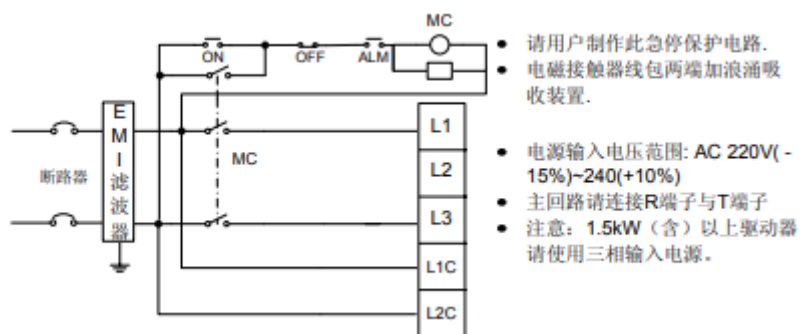 MC
ON
OFF
ALM
EMI滤波器
断路器
MC
L1
L2
L3
L1C
L2C
● 请用户制作此急停保护电路.
● 电磁接触器线包两端加浪涌吸
收装置.
● 电源输入电压范围: AC 220V( -
15%)~240(+10%)
● 主回路请连接R端子与T端子
● 注意：1.5kW（含）以上驱动器
请使用三相输入电源。